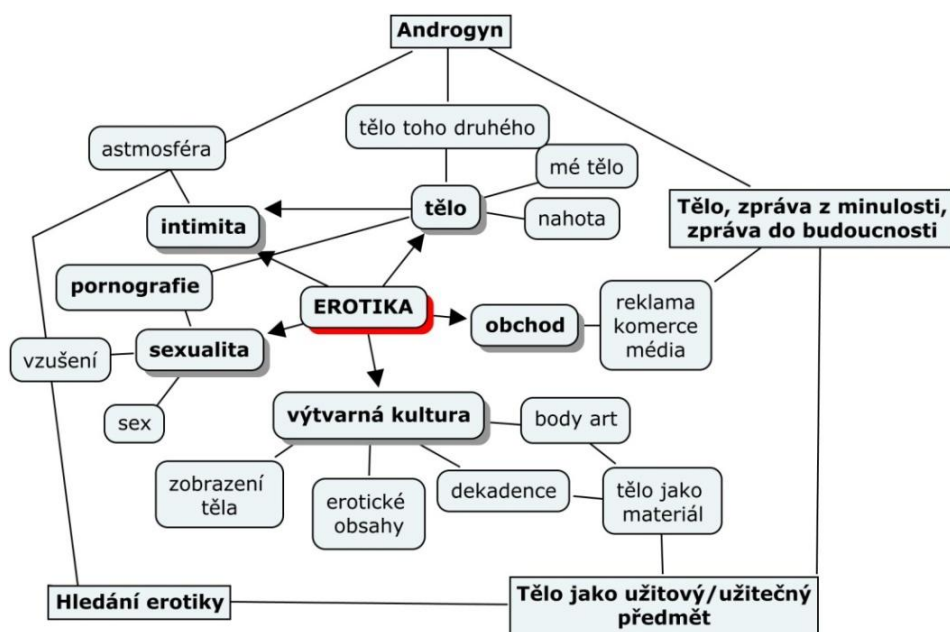 Androgyn
tělo toho druhého
astmosféra
mé tělo
tělo
nahota
intimita
Tělo, zpráva z minulosti,
zpráva do budoucnosti
pornografie
EROTIKA
obchod
reklama
komerce
média
sexualita
vzušení
sex
výtvarná kultura
body art
zobrazení
těla
erotické
obsahy
dekadence
tělo jako
materiál
Hledání erotiky
Tělo jako užitový/užitečný
předmět